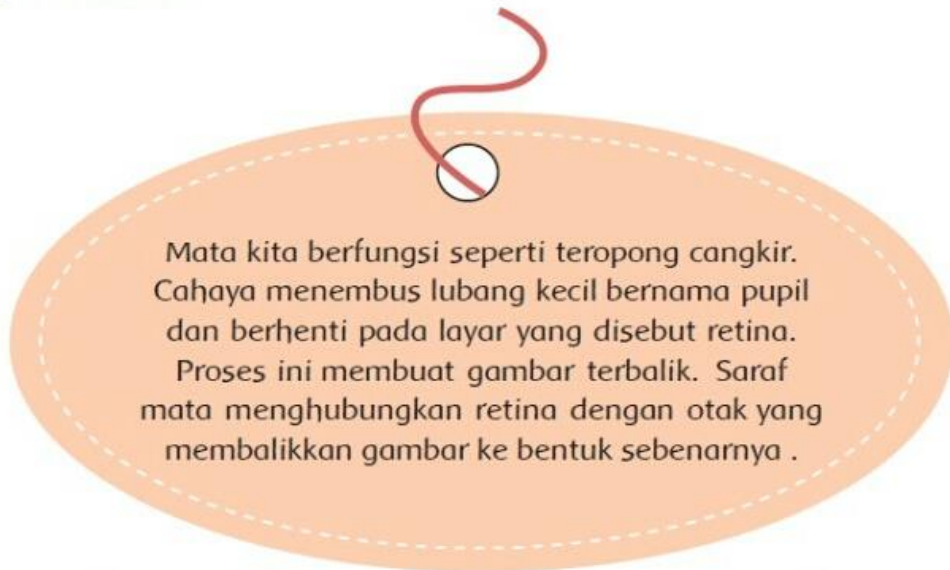 Mata kita berfungsi seperti teropong cangkir.
Cahaya menembus lubang kecil bernama pupil
dan berhenti pada layar yang disebut retina.
Proses ini membuat gambar terbalik. Saraf
mata menghubungkan retina dengan otak yang
membalikkan gambar ke bentuk sebenarnya .